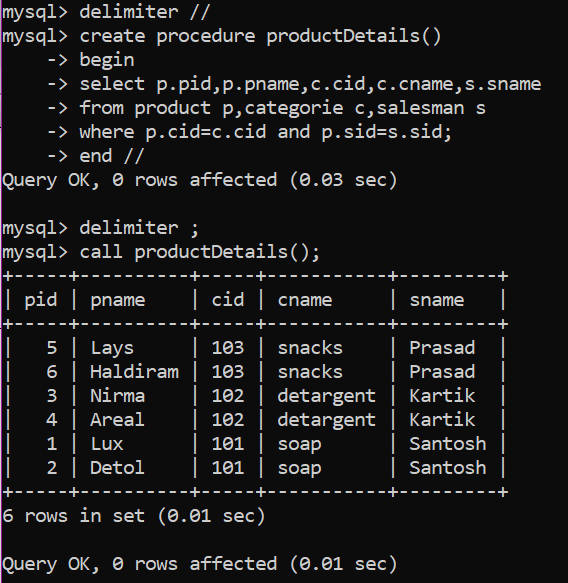 mysql> delimiter //
mysql> create procedure productDetails()
    -> begin
    -> select p.pid,p.pname,c.cid,c.cname,s.sname
    -> from product p,categorie c,salesman s
    -> where p.cid=c.cid and p.sid=s.sid;
    -> end //
Query OK, 0 rows affected (0.03 sec)

mysql> delimiter ;
mysql> call productDetails();
+-----+----------+-----+-----------+---------+
| pid | pname    | cid | cname     | sname   |
+-----+----------+-----+-----------+---------+
|   5 | Lays     | 103 | snacks    | Prasad  |
|   6 | Haldiram | 103 | snacks    | Prasad  |
|   3 | Nirma    | 102 | detargent | Kartik  |
|   4 | Areal    | 102 | detargent | Kartik  |
|   1 | Lux      | 101 | soap      | Santosh |
|   2 | Detol    | 101 | soap      | Santosh |
+-----+----------+-----+-----------+---------+
6 rows in set (0.01 sec)

Query OK, 0 rows affected (0.01 sec)